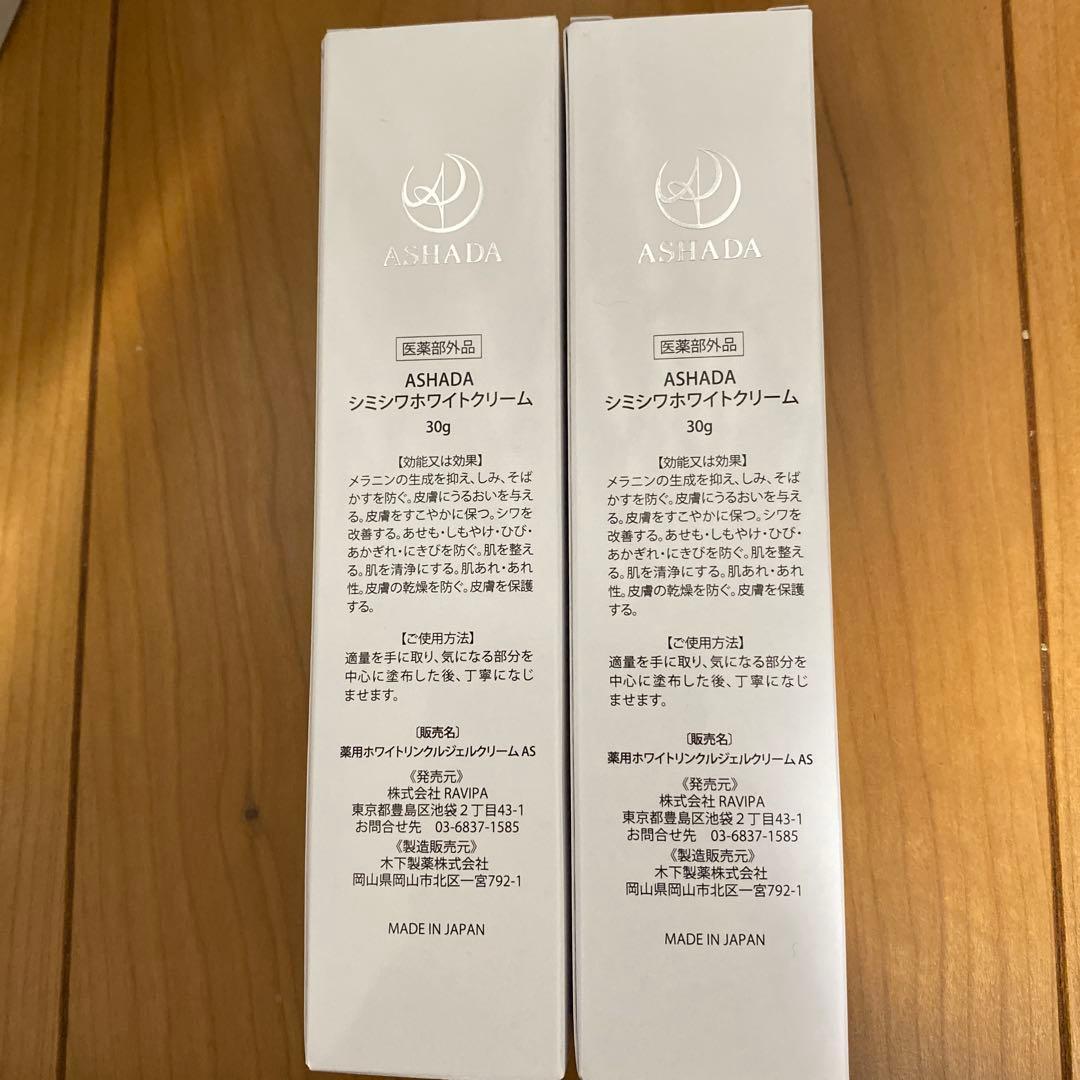 ASHADA
医薬部外品
ASHADA
シミシワホワイトクリーム
30g
【効能又は効果】
メラニンの生成を抑え、しみ、そば
かすを防ぐ。皮膚にうるおいを与え
る。皮膚をすこやかに保つ。シワを
改善する。あせも・しもやけ・ひび・
あかぎれ・にきびを防ぐ。肌を整え
る。肌を清浄にする。肌あれ・あれ
性。皮膚の乾燥を防ぐ。皮膚を保護
する。
【ご使用方法】
適量を手に取り、気になる部分を
中心に塗布した後、丁寧になじ
ませます。
〔販売名〕
薬用ホワイトリンクルジェルクリーム AS
《発売元》
株式会社 RAVIPA
東京都豊島区池袋2丁目43-1
お問合せ先 03-6837-1585
《製造販売元》
木下製薬株式会社
岡山県岡山市北区一宮792-1
MADE IN JAPAN
ASHADA
医薬部外品
ASHADA
シミシワホワイトクリーム
30g
【効能又は効果】
メラニンの生成を抑え、しみ、そば
かすを防ぐ。皮膚にうるおいを与え
る。皮膚をすこやかに保つ。シワを
改善する。あせも・しもやけ・ひび・
あかぎれ・にきびを防ぐ。肌を整え
る。肌を清浄にする。肌あれ・あれ
性。皮膚の乾燥を防ぐ。皮膚を保護
する。
【ご使用方法】
適量を手に取り、気になる部分を
中心に塗布した後、丁寧になじ
ませます。
〔販売名〕
薬用ホワイトリンクルジェルクリーム AS
《発売元》
株式会社 RAVIPA
東京都豊島区池袋2丁目43-1
お問合せ先 03-6837-1585
《製造販売元》
木下製薬株式会社
岡山県岡山市北区一宮792-1
MADE IN JAPAN